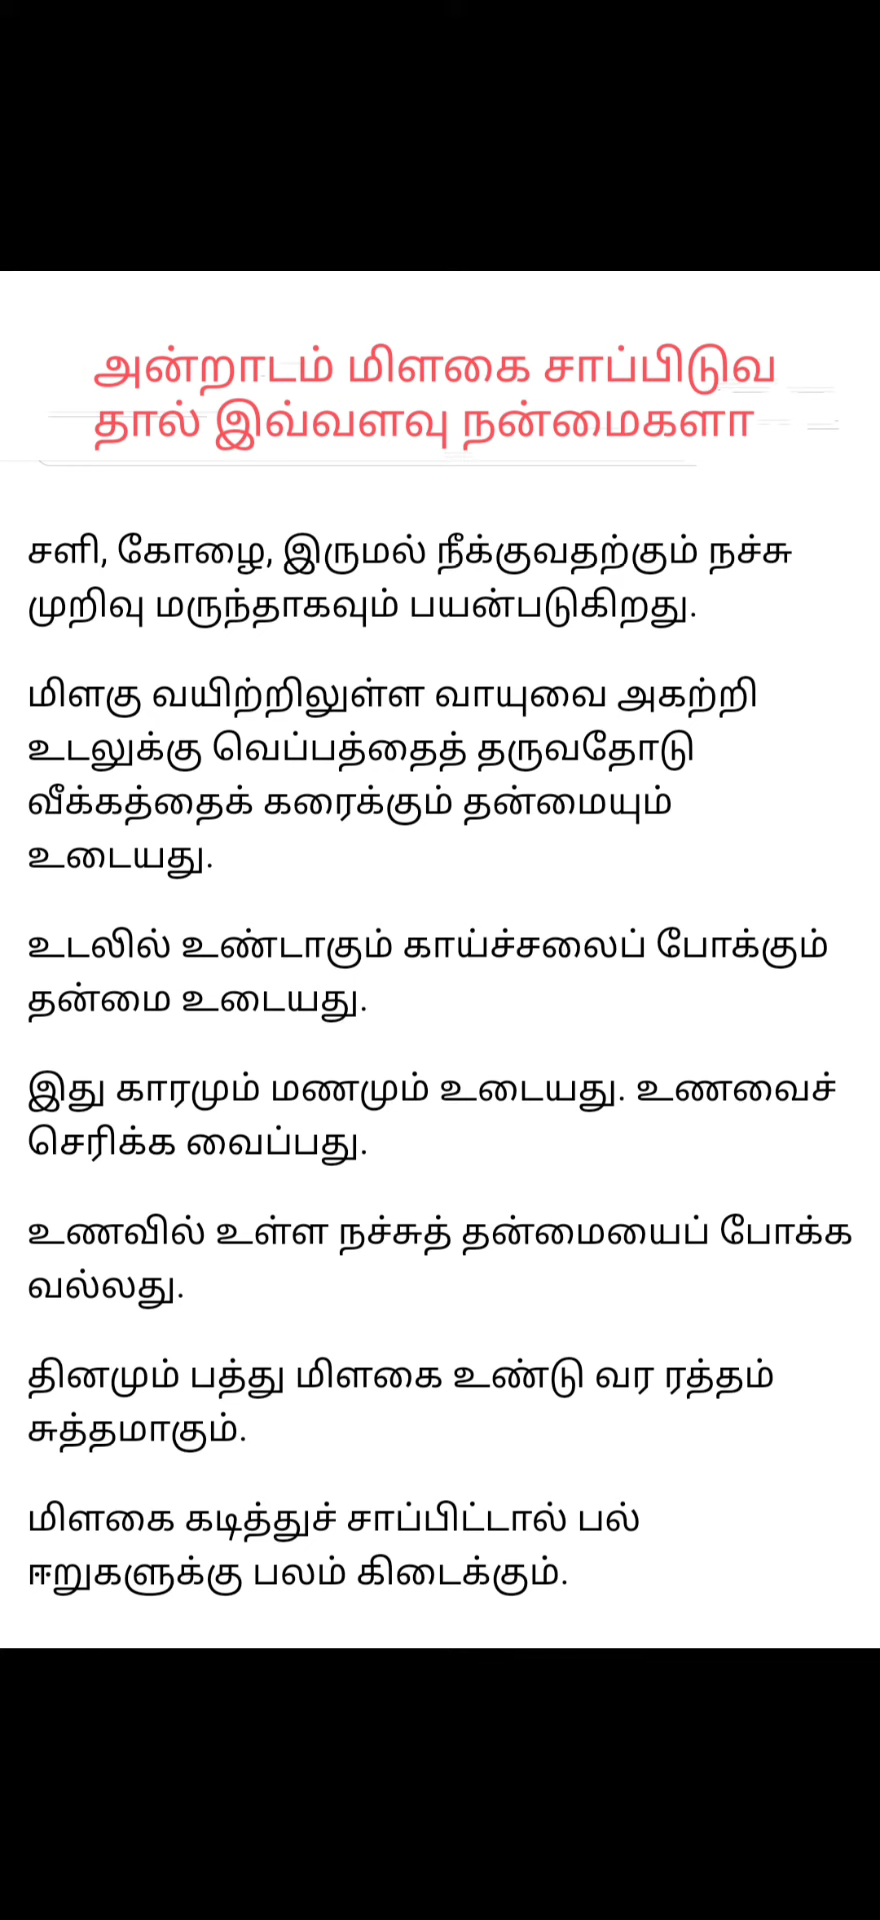 அன்றாடம் மிளகை சாப்பிடுவ
தால் இவ்வளவு நன்மைகளா
சளி, கோழை, இருமல் நீக்குவதற்கும் நச்சு
முறிவு மருந்தாகவும் பயன்படுகிறது.
மிளகு வயிற்றிலுள்ள வாயுவை அகற்றி
உடலுக்கு வெப்பத்தைத் தருவதோடு
வீக்கத்தைக் கரைக்கும் தன்மையும்
உடையது.
உடலில் உண்டாகும் காய்ச்சலைப் போக்கும்
தன்மை உடையது.
இது காரமும் மணமும் உடையது. உணவைச்
செரிக்க வைப்பது.
உணவில் உள்ள நச்சுத் தன்மையைப் போக்க
வல்லது.
தினமும் பத்து மிளகை உண்டு வர ரத்தம்
சுத்தமாகும்.
மிளகை கடித்துச் சாப்பிட்டால் பல்
ஈறுகளுக்கு பலம் கிடைக்கும்.